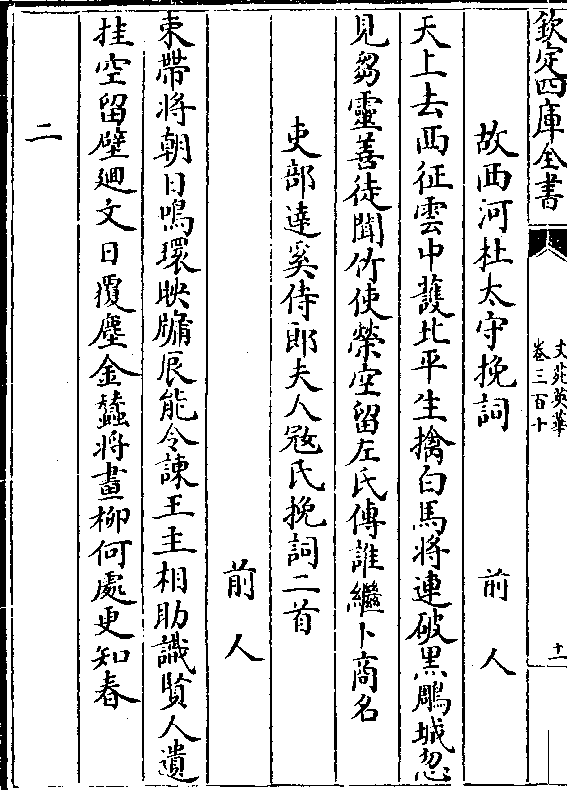 欽定四庫全書
文苑英華
卷三百十
十一
故西河杜太守挽詞 前人
天上去西征雲中護北平生擒白馬將連破黒鵰城忽
見芻靈善徒聞竹使榮空留左氏傳誰繼卜商名
吏部達奚侍郎夫人㓂氏挽詞二首
前人
束帶將朝日鳴環映牖辰能令諫王主相助識賢人遺
挂空留壁廻文日覆塵金蠶將畫柳何處更知春
二